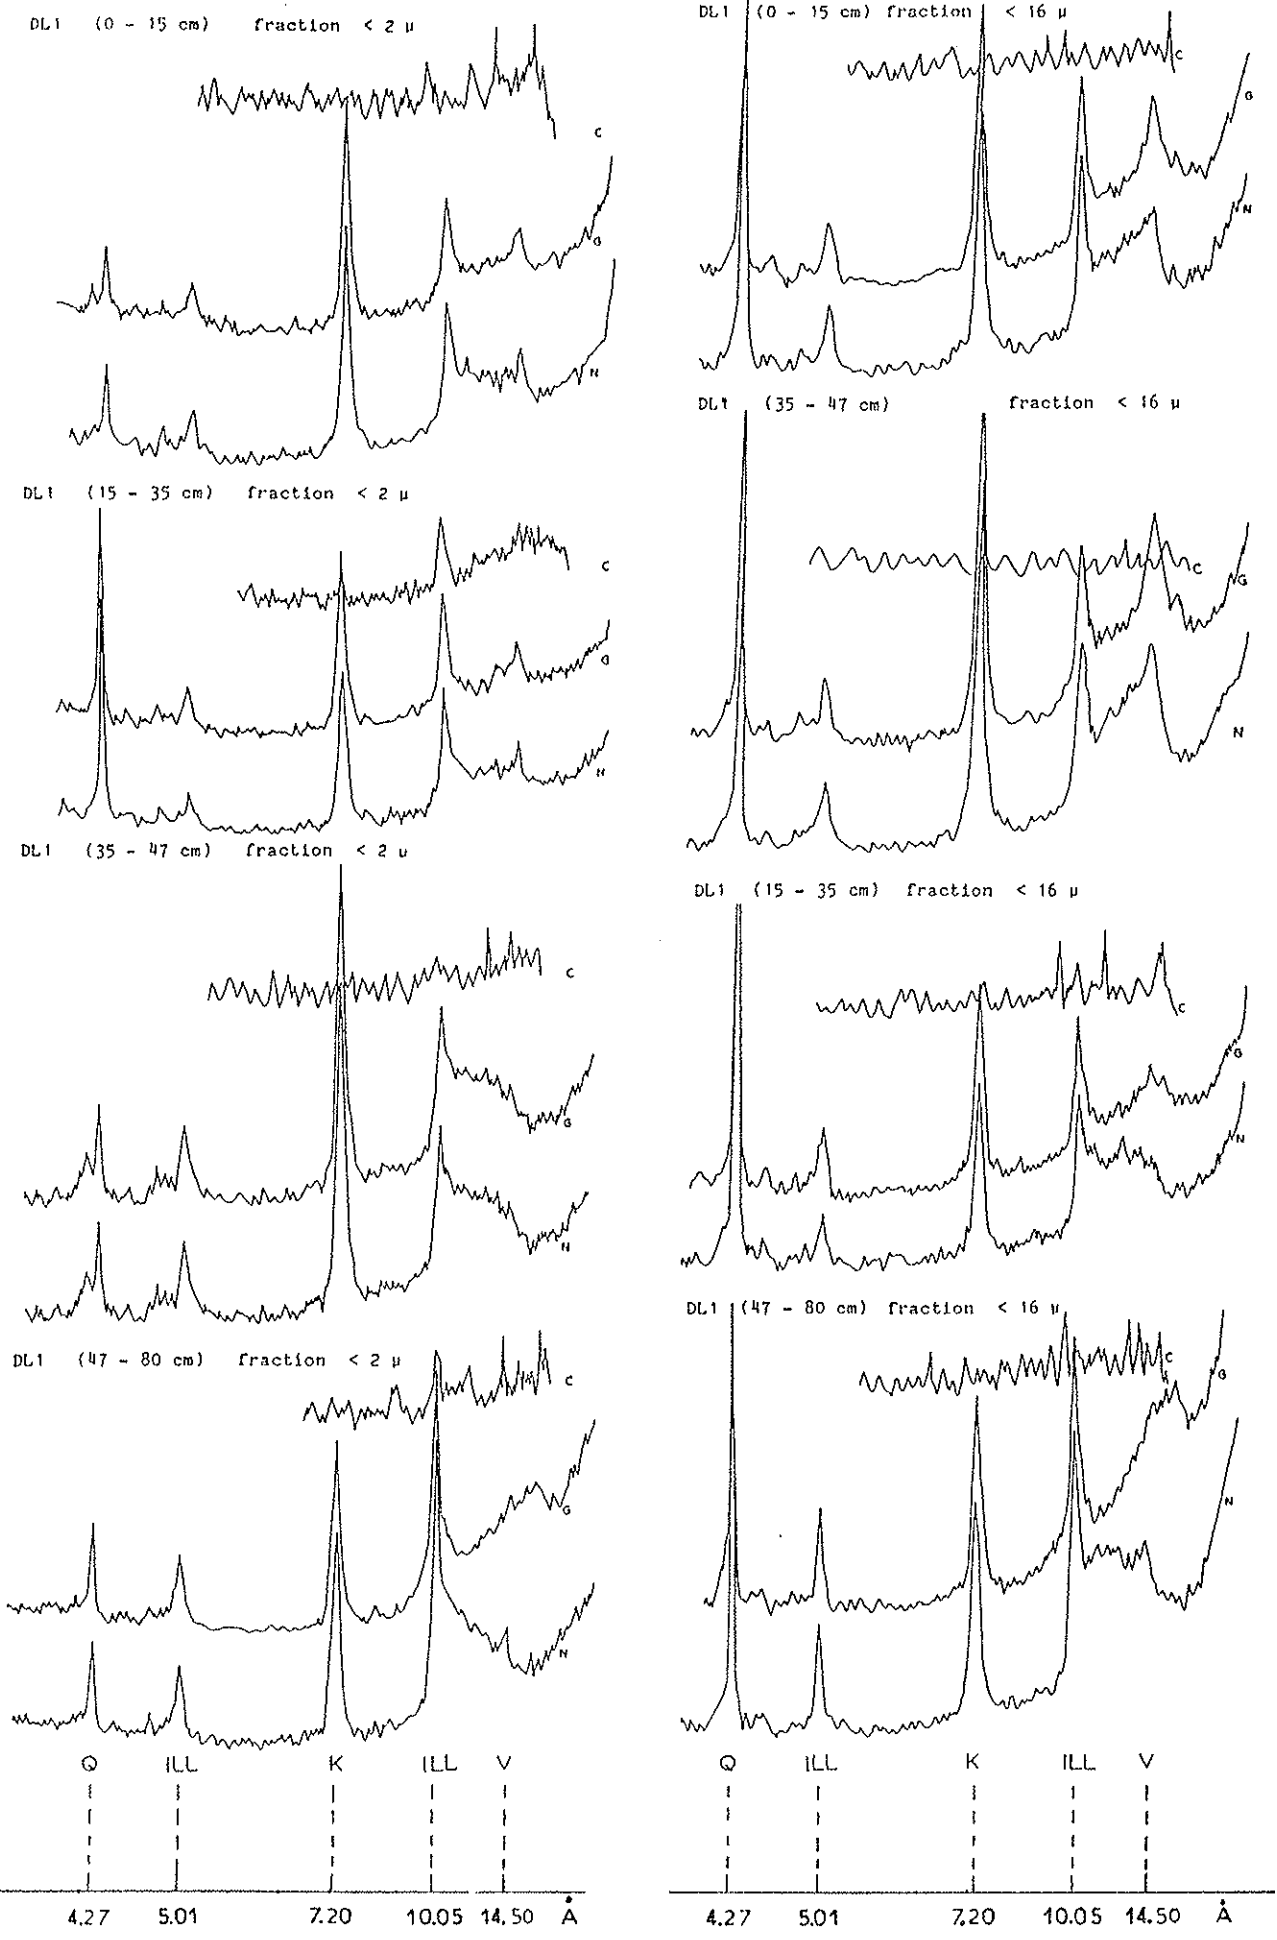 DL1 (0 - 15 cm) fraction < 2 µ
C
G
N
DL1 (15 - 35 cm) fraction < 2 µ
C
G
N
DL1 (35 - 47 cm) fraction < 2 µ
C
G
N
DL1 (47 - 80 cm) fraction < 2 µ
C
G
N
Q ILL K ILL V
4.27 5.01 7.20 10.05 14.50 Å
DL1 (0 - 15 cm) fraction < 16 µ
C
G
N
DL1 (35 - 47 cm) fraction < 16 µ
C
G
N
DL1 (15 - 35 cm) fraction < 16 µ
C
G
N
DL1 (47 - 80 cm) fraction < 16 µ
C
G
N
Q ILL K ILL V
4.27 5.01 7.20 10.05 14.50 Å